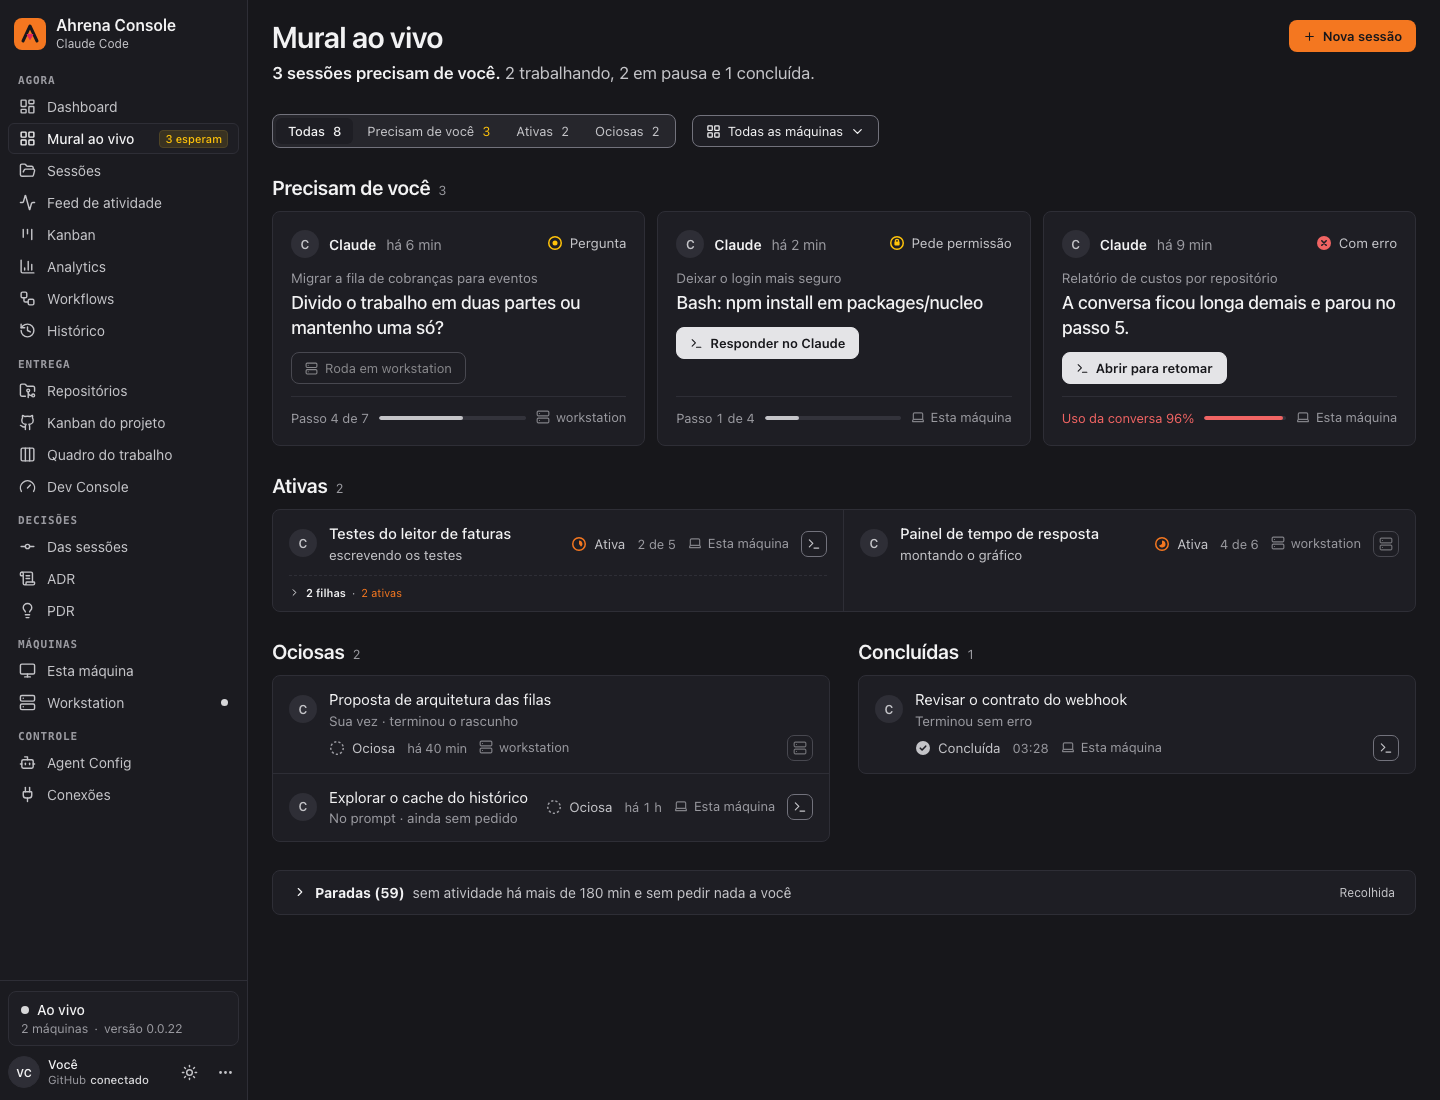 Ahrena Console
Claude Code
AGORA
Dashboard
Mural ao vivo 3 esperam
Sessões
Feed de atividade
Kanban
Analytics
Workflows
Histórico
ENTREGA
Repositórios
Kanban do projeto
Quadro do trabalho
Dev Console
DECISÕES
Das sessões
ADR
PDR
MÁQUINAS
Esta máquina
Workstation
CONTROLE
Agent Config
Conexões
Ao vivo
2 máquinas · versão 0.0.22
VC Você
GitHub conectado
Mural ao vivo
Nova sessão
3 sessões precisam de você. 2 trabalhando, 2 em pausa e 1 concluída.
Todas 8 Precisam de você 3 Ativas 2 Ociosas 2 Todas as máquinas
Precisam de você 3
C Claude há 6 min Pergunta
Migrar a fila de cobranças para eventos
Divido o trabalho em duas partes ou
mantenho uma só?
Roda em workstation
Passo 4 de 7 workstation
C Claude há 2 min Pede permissão
Deixar o login mais seguro
Bash: npm install em packages/nucleo
Responder no Claude
Passo 1 de 4 Esta máquina
C Claude há 9 min Com erro
Relatório de custos por repositório
A conversa ficou longa demais e parou no
passo 5.
Abrir para retomar
Uso da conversa 96% Esta máquina
Ativas 2
C Testes do leitor de faturas
escrevendo os testes
Ativa 2 de 5 Esta máquina
2 filhas · 2 ativas
C Painel de tempo de resposta
montando o gráfico
Ativa 4 de 6 workstation
Ociosas 2
C Proposta de arquitetura das filas
Sua vez · terminou o rascunho
Ociosa há 40 min workstation
C Explorar o cache do histórico
No prompt · ainda sem pedido
Ociosa há 1 h Esta máquina
Concluídas 1
C Revisar o contrato do webhook
Terminou sem erro
Concluída 03:28 Esta máquina
Paradas (59) sem atividade há mais de 180 min e sem pedir nada a você Recolhida